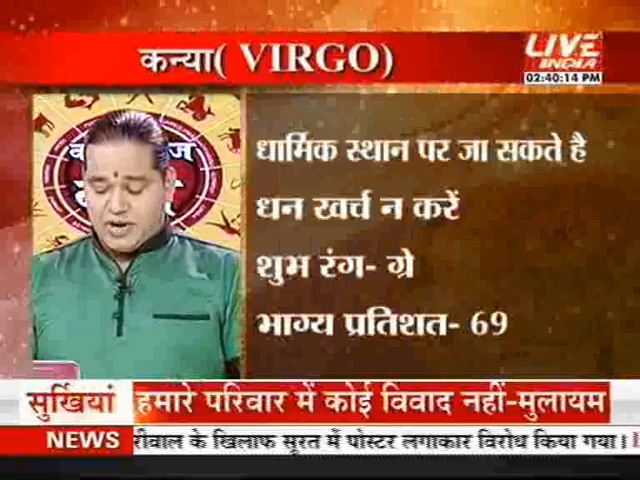 कन्या( VIRGO)
LIVE
INDIA
02:40:14 PM
धार्मिक स्थान पर जा सकते है
धन खर्च न करें
शुभ रंग- ग्रे
भाग्य प्रतिशत- 69
सुर्खियां
हमारे परिवार में कोई विवाद नहीं-मुलायम
NEWS
रीवाल के खिलाफ सूरत में पोस्टर लगाकर विरोध किया गया।